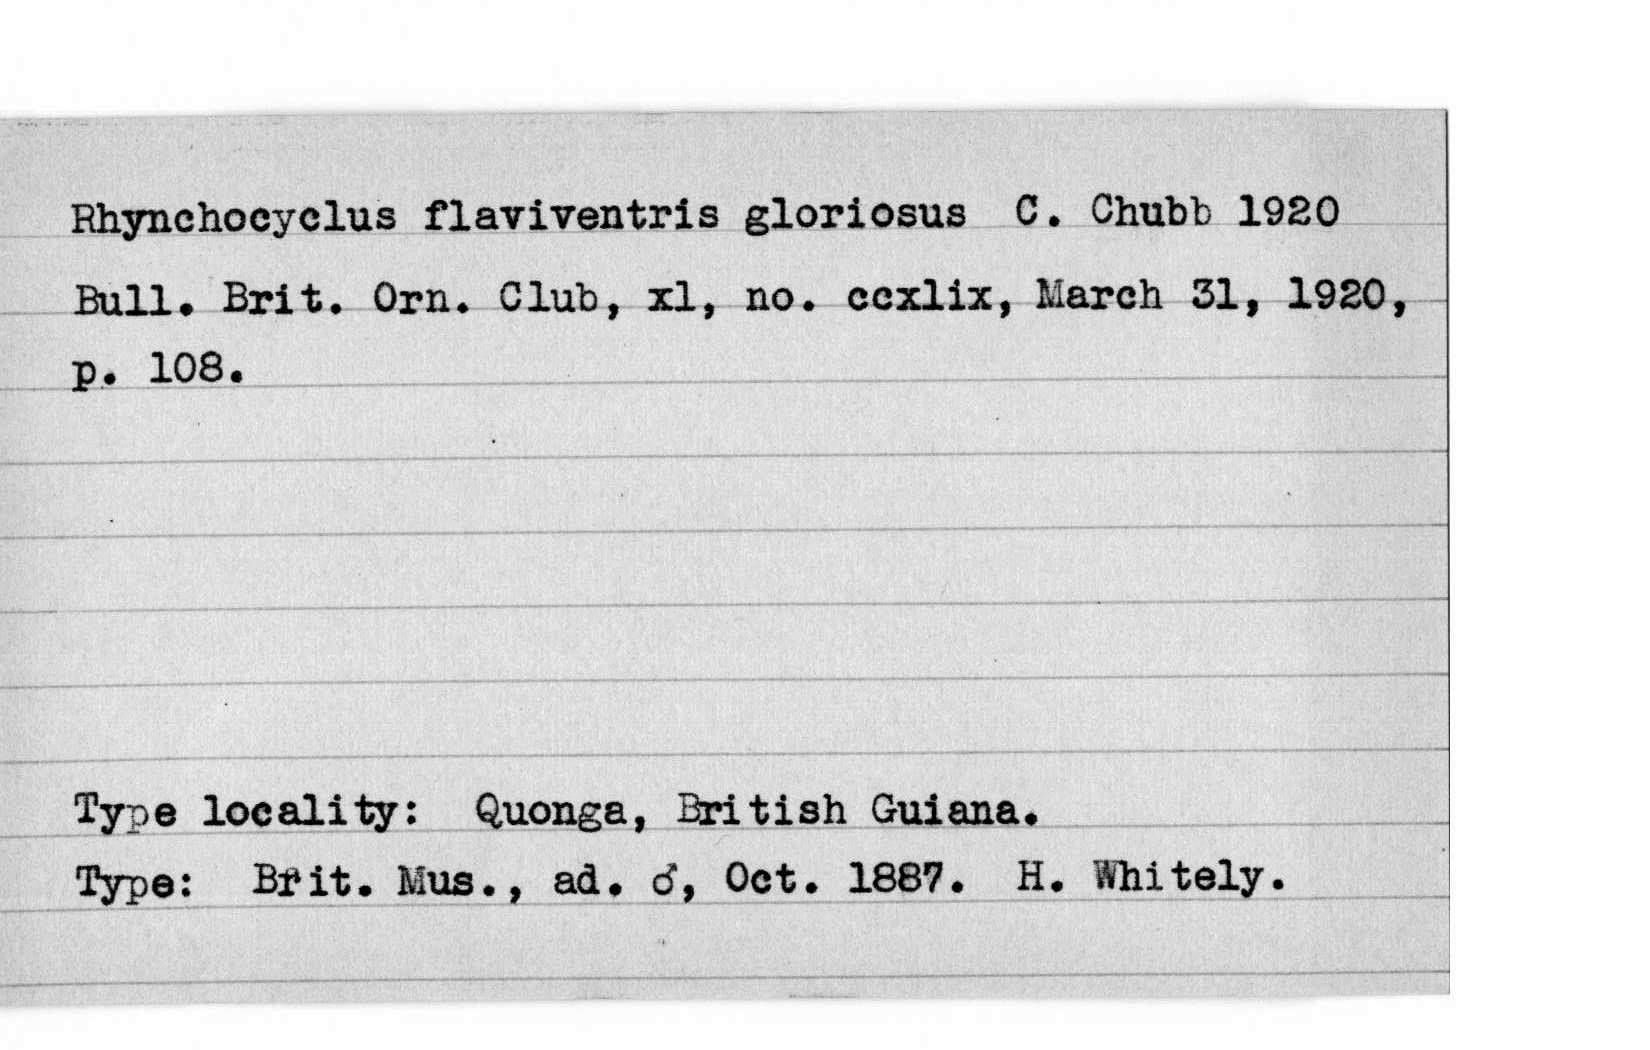 Rhynchocyclus flaviventris gloriosus C. Chubb 1920
Bull. Brit. Orn. Club, xl, no. ccxlix, March 31, 1920,
p. 108.
Type locality: Quonga, British Guiana.
Type: Brit. Mus., ad. ♂, Oct. 1887. H. Whitely.